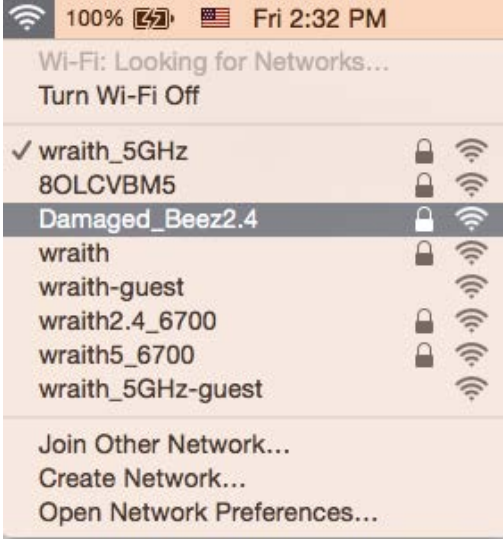 100% Fri 2:32 PM
Wi-Fi: Looking for Networks...
Turn Wi-Fi Off
wraith_5GHz
8OLCVBM5
Damaged_Beez2.4
wraith
wraith-guest
wraith2.4_6700
wraith5_6700
wraith_5GHz-guest
Join Other Network...
Create Network...
Open Network Preferences...